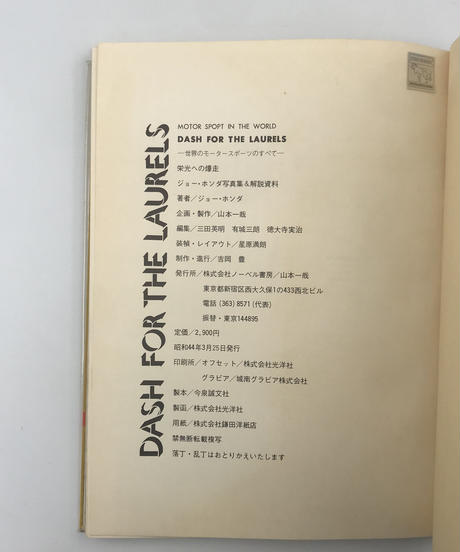 DASH FOR THE LAURELS
MOTOR SPOPT IN THE WORLD
DASH FOR THE LAURELS
—世界のモータースポーツのすべて—
栄光への爆走
ジョー・ホンダ写真集&解説資料
著者／ジョー・ホンダ
企画・製作／山本一哉
編集／三田英明 有城三朗 徳大寺実治
装幀・レイアウト／星原満朗
制作・進行／吉岡 豊
発行所／株式会社ノーベル書房／山本一哉
東京都新宿区西大久保1の433西北ビル
電話 (363) 8571 (代表)
振替・東京144895
定価／2,900円
昭和44年3月25日発行
印刷所／オフセット／株式会社光洋社
グラビア／城南グラビア株式会社
製本／今泉誠文社
製函／株式会社光洋社
用紙／株式会社鎌田洋紙店
禁無断転載複写
落丁・乱丁はおとりかえいたします